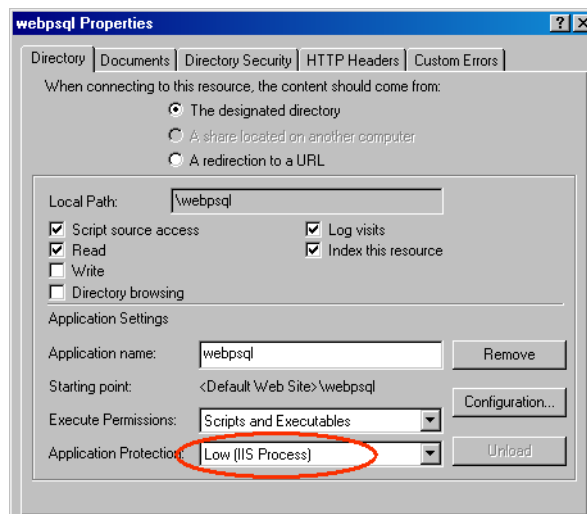 webpsql Properties
Directory Documents Directory Security HTTP Headers Custom Errors
When connecting to this resource, the content should come from:
The designated directory
A share located on another computer
A redirection to a URL
Local Path: \webpsql
Script source access Log visits
Read Index this resource
Write
Directory browsing
Application Settings
Application name: webpsql Remove
Starting point: <Default Web Site>\webpsql
Configuration...
Execute Permissions: Scripts and Executables
Application Protection: Low (IIS Process) Unload